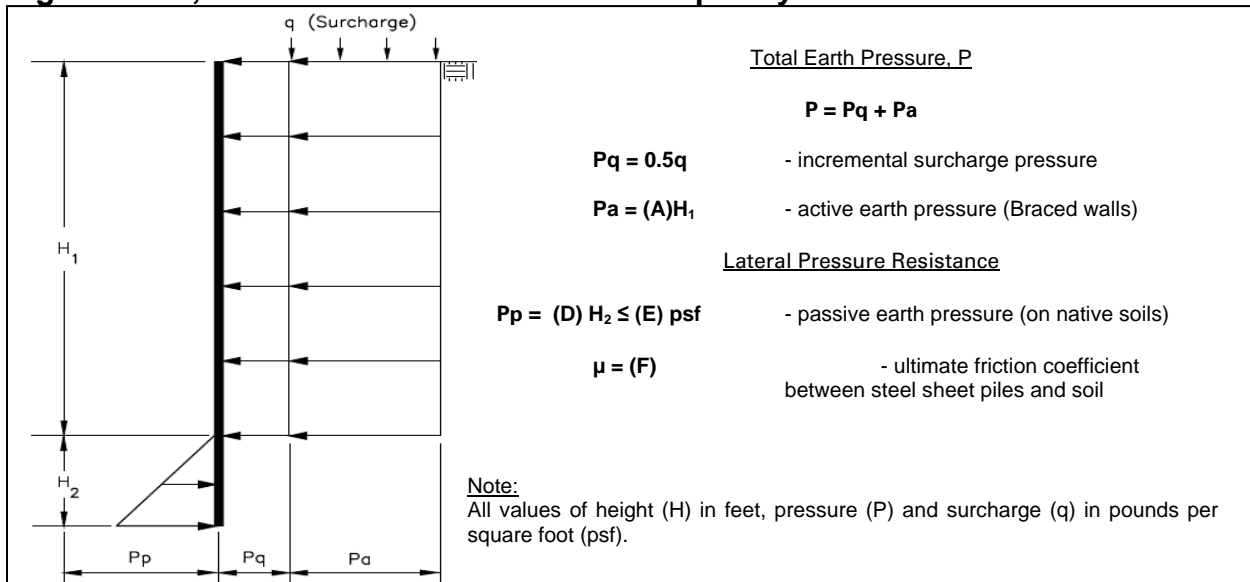 q (Surcharge)
H1
H2
Pp
Pq
Pa
Total Earth Pressure, P
P = Pq + Pa
Pq = 0.5q - incremental surcharge pressure
Pa = (A)H₁ - active earth pressure (Braced walls)
Lateral Pressure Resistance
Pp = (D) H₂ ≤ (E) psf - passive earth pressure (on native soils)
µ = (F) - ultimate friction coefficient
between steel sheet piles and soil
Note:
All values of height (H) in feet, pressure (P) and surcharge (q) in pounds per
square foot (psf).